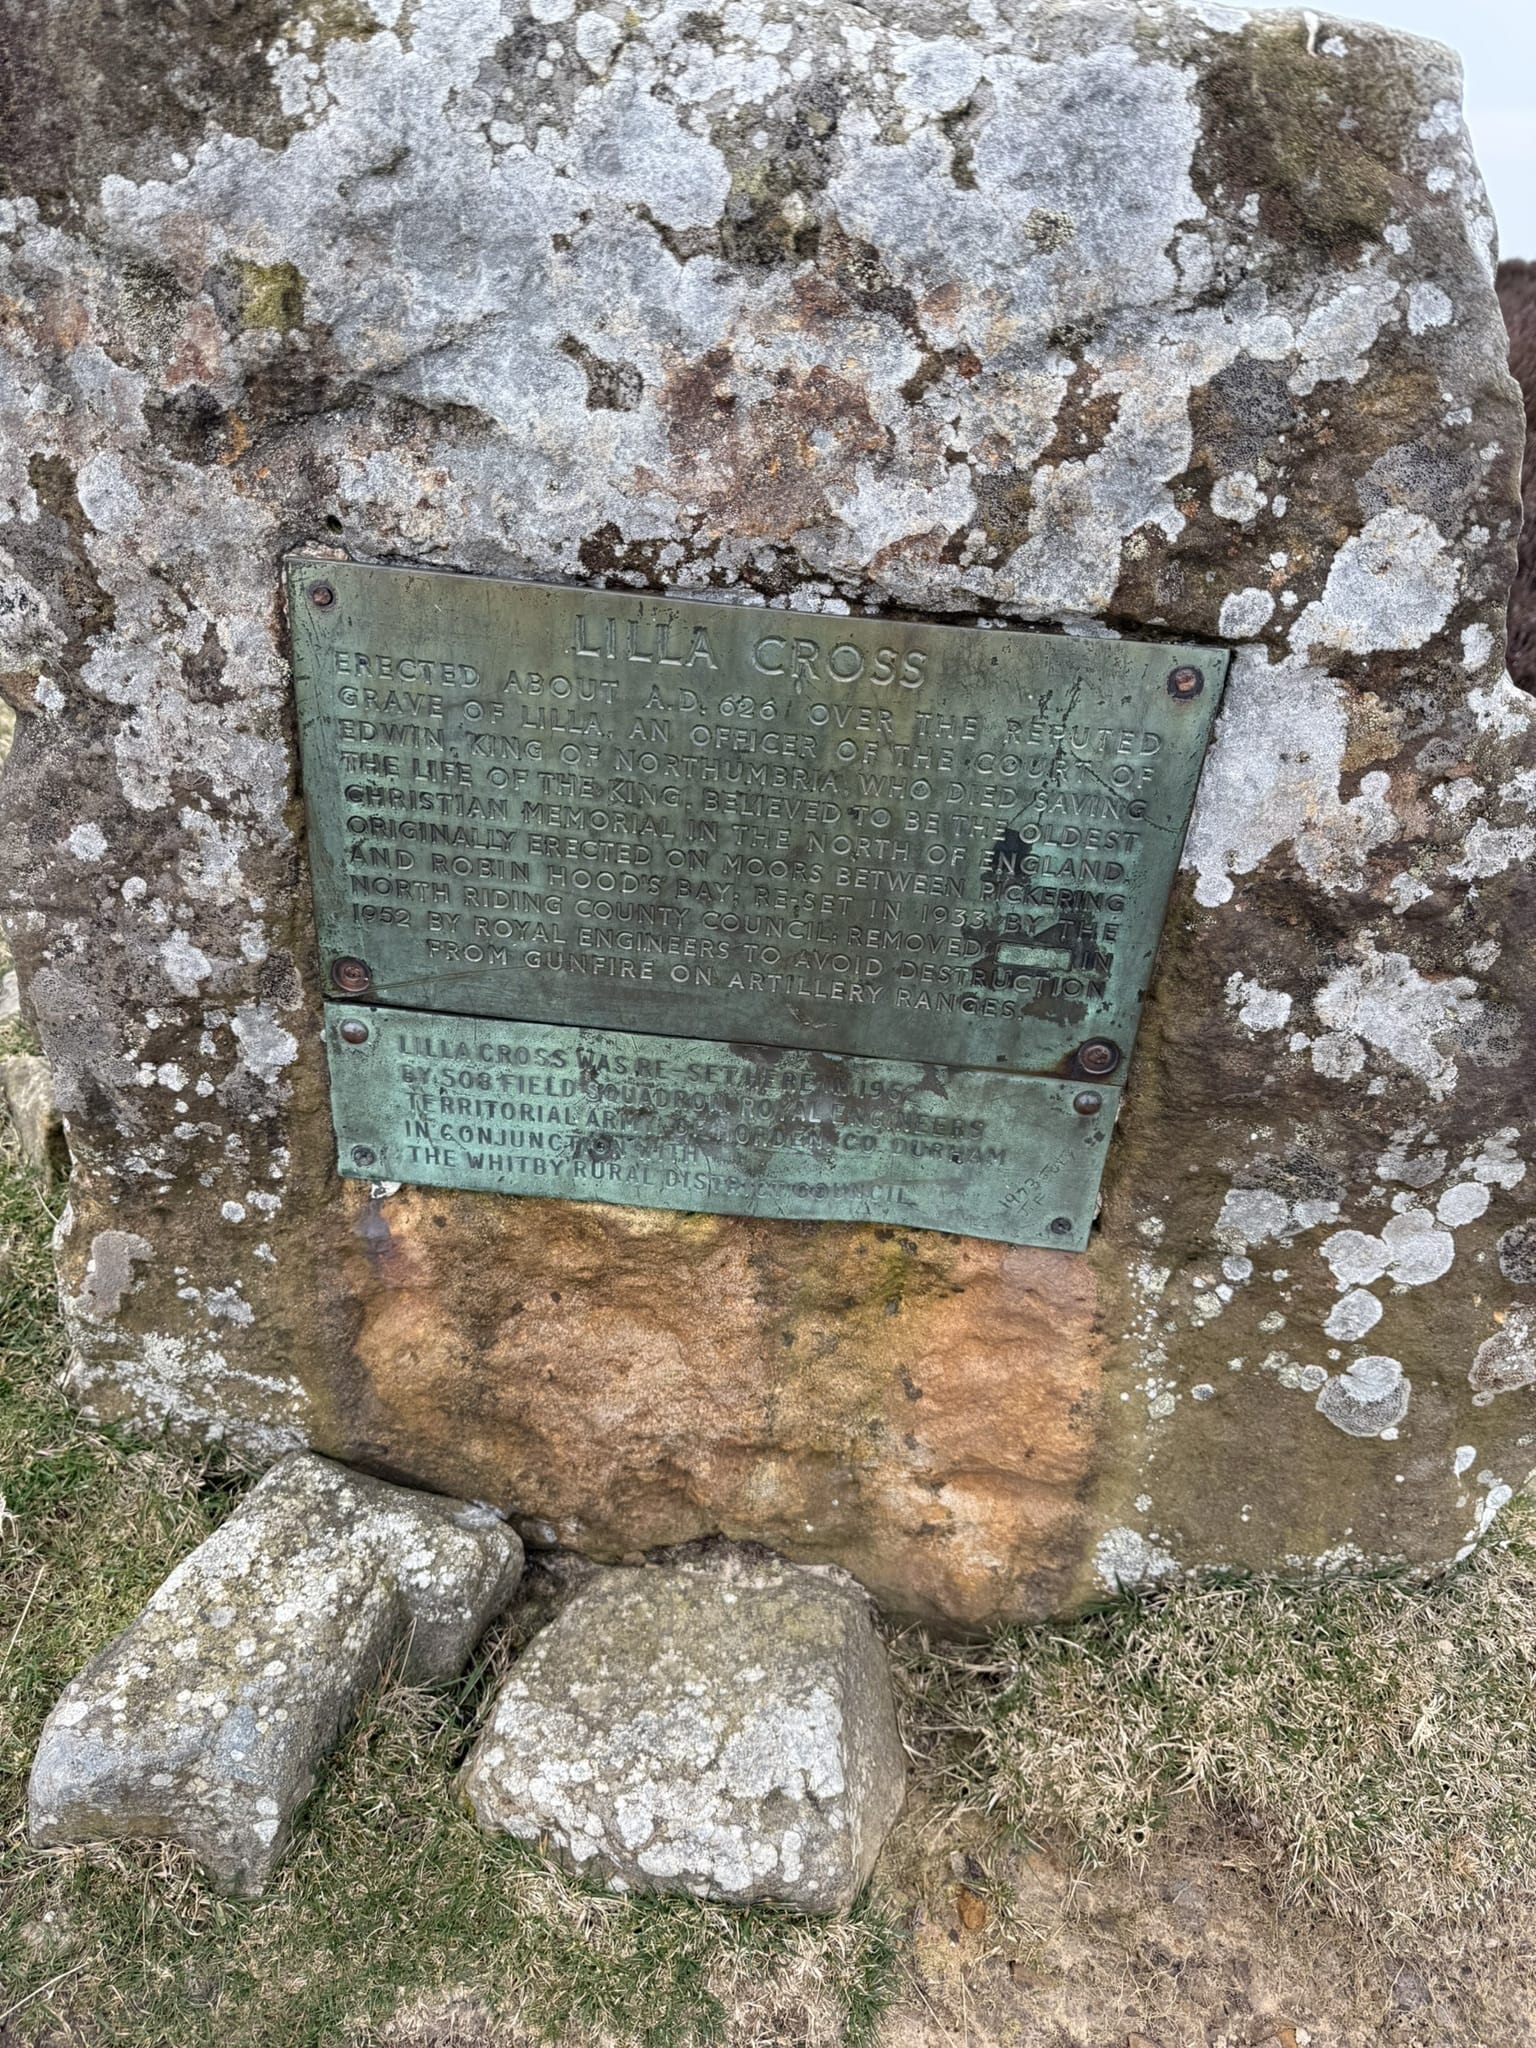 LILLA CROSS
ERECTED ABOUT A.D. 626 OVER THE REPUTED
GRAVE OF LILLA, AN OFFICER OF THE COURT OF
EDWIN, KING OF NORTHUMBRIA, WHO DIED SAVING
THE LIFE OF THE KING. BELIEVED TO BE THE OLDEST
CHRISTIAN MEMORIAL IN THE NORTH OF ENGLAND.
ORIGINALLY ERECTED ON MOORS BETWEEN PICKERING
AND ROBIN HOOD'S BAY; RE-SET IN 1933 BY THE
NORTH RIDING COUNTY COUNCIL; REMOVED IN
1952 BY ROYAL ENGINEERS TO AVOID DESTRUCTION
FROM GUNFIRE ON ARTILLERY RANGES.
LILLA CROSS WAS RE-SET HERE IN 1962
BY 508 FIELD SQUADRON ROYAL ENGINEERS
TERRITORIAL ARMY, OF HORDEN, CO. DURHAM
IN CONJUNCTION WITH
THE WHITBY RURAL DISTRICT COUNCIL
1973